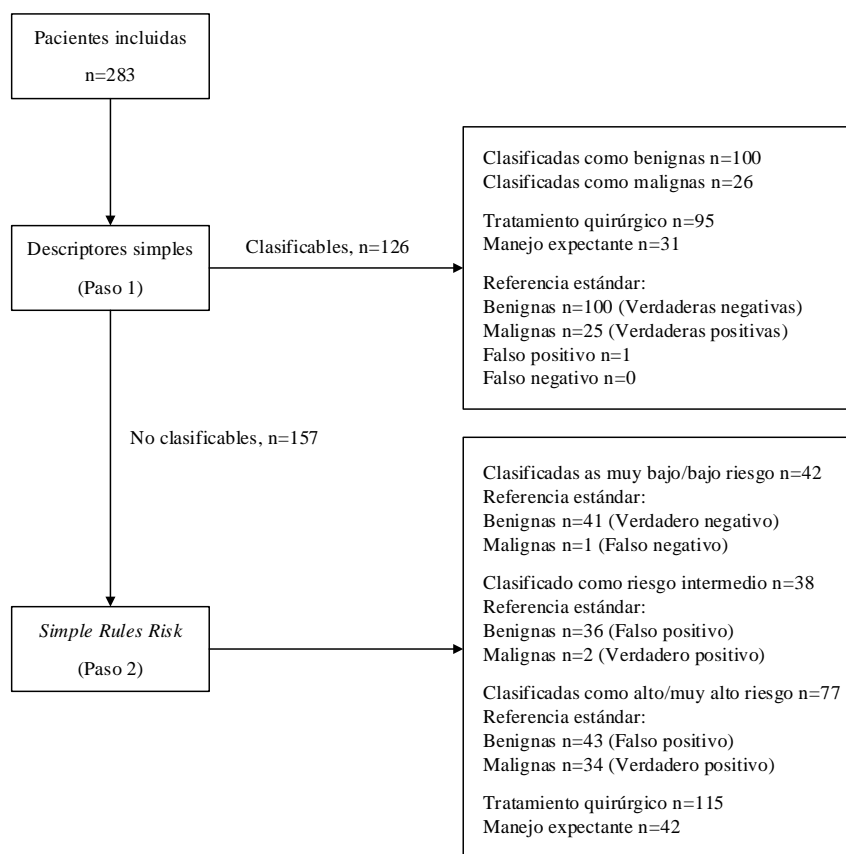 Pacientes incluidas
n=283
Descriptores simples
(Paso 1)
Clasificables, n=126
Clasificadas como benignas n=100
Clasificadas como malignas n=26
Tratamiento quirúrgico n=95
Manejo expectante n=31
Referencia estándar:
Benignas n=100 (Verdaderas negativas)
Malignas n=25 (Verdaderas positivas)
Falso positivo n=1
Falso negativo n=0
No clasificables, n=157
Simple Rules Risk
(Paso 2)
Clasificadas as muy bajo/bajo riesgo n=42
Referencia estándar:
Benignas n=41 (Verdadero negativo)
Malignas n=1 (Falso negativo)
Clasificado como riesgo intermedio n=38
Referencia estándar:
Benignas n=36 (Falso positivo)
Malignas n=2 (Verdadero positivo)
Clasificadas como alto/muy alto riesgo n=77
Referencia estándar:
Benignas n=43 (Falso positivo)
Malignas n=34 (Verdadero positivo)
Tratamiento quirúrgico n=115
Manejo expectante n=42